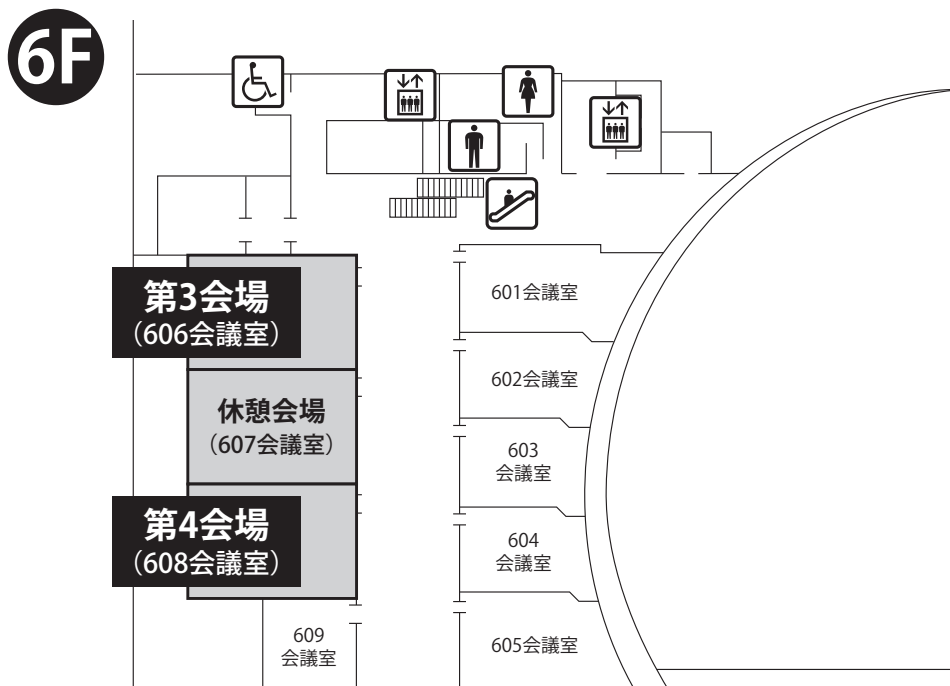 6F
第3会場
（606会議室）
休憩会場
（607会議室）
第4会場
（608会議室）
609
会議室
601会議室
602会議室
603
会議室
604
会議室
605会議室